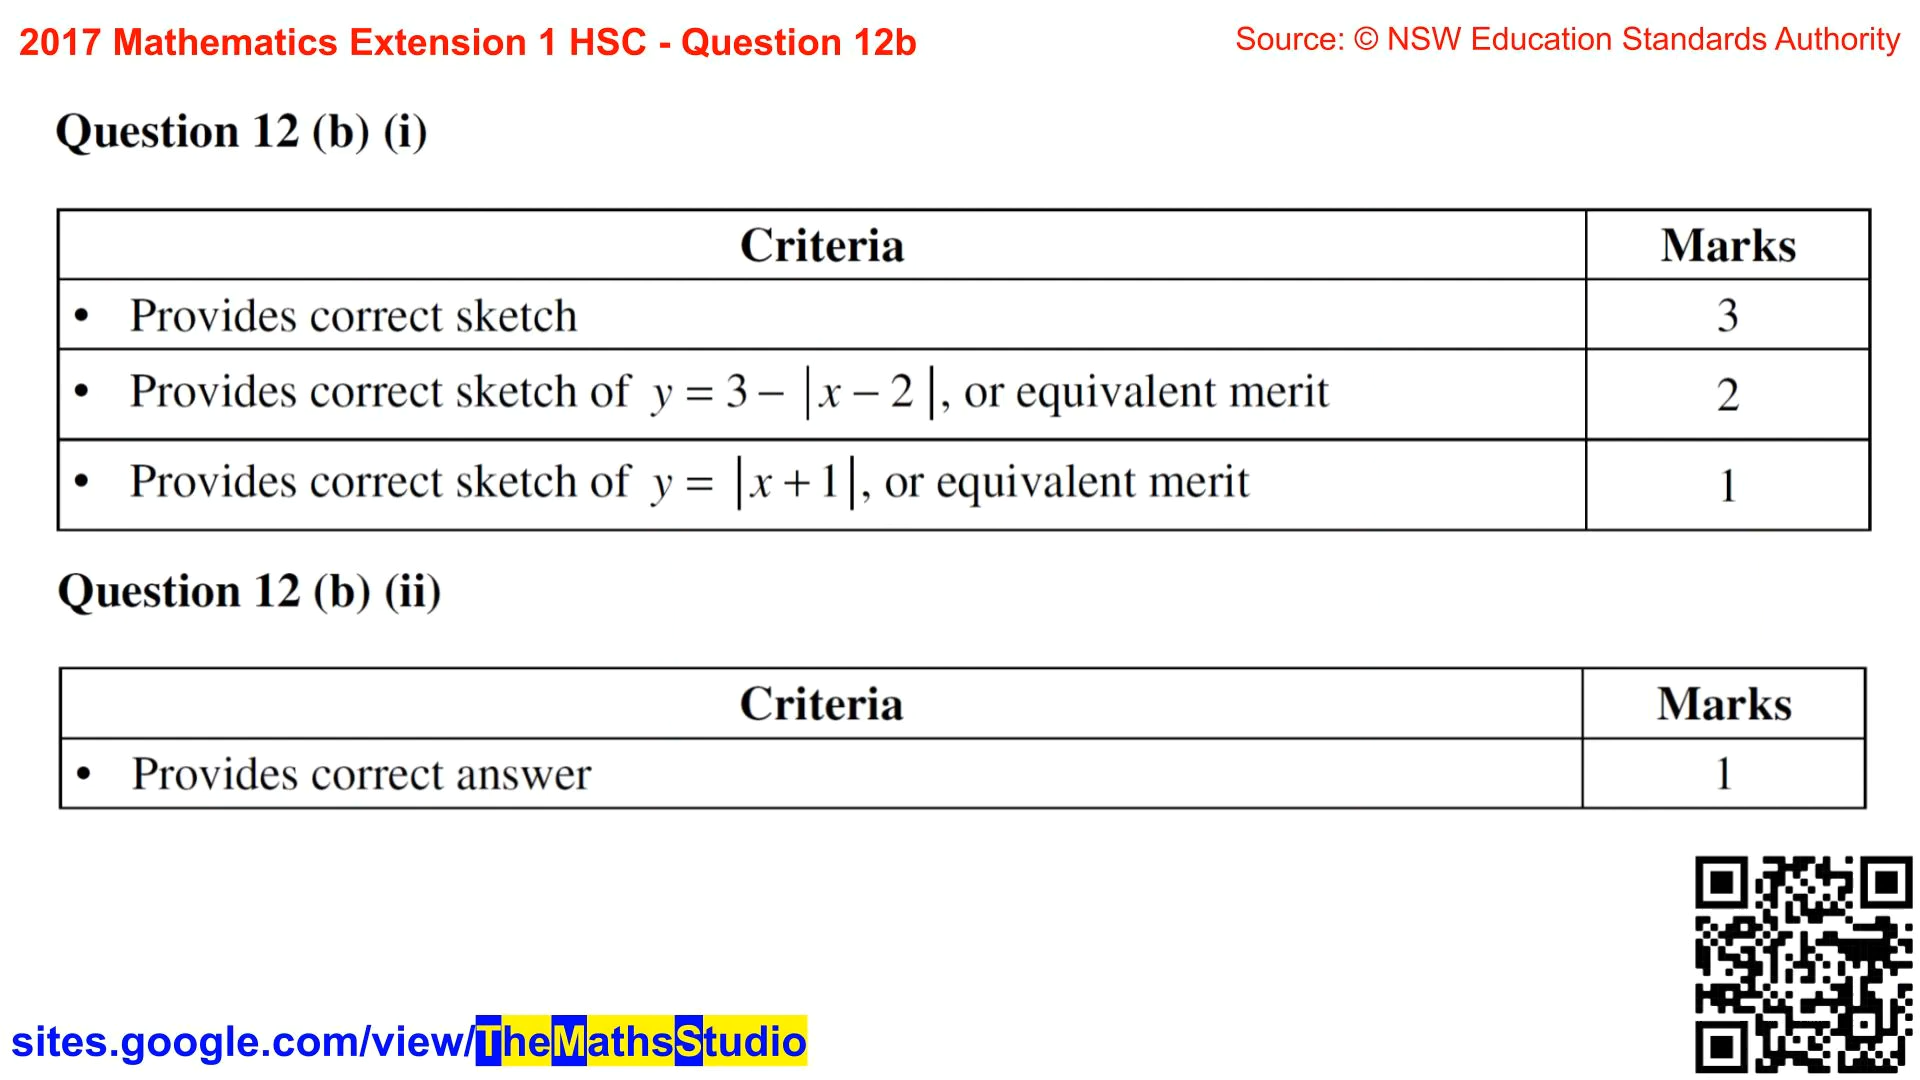 2017 Mathematics Extension 1 HSC - Question 12b
Source: © NSW Education Standards Authority
Question 12 (b) (i)
Criteria Marks
• Provides correct sketch 3
• Provides correct sketch of y = 3 – |x – 2|, or equivalent merit 2
• Provides correct sketch of y = |x + 1|, or equivalent merit 1
Question 12 (b) (ii)
Criteria Marks
• Provides correct answer 1
sites.google.com/view/TheMathsStudio